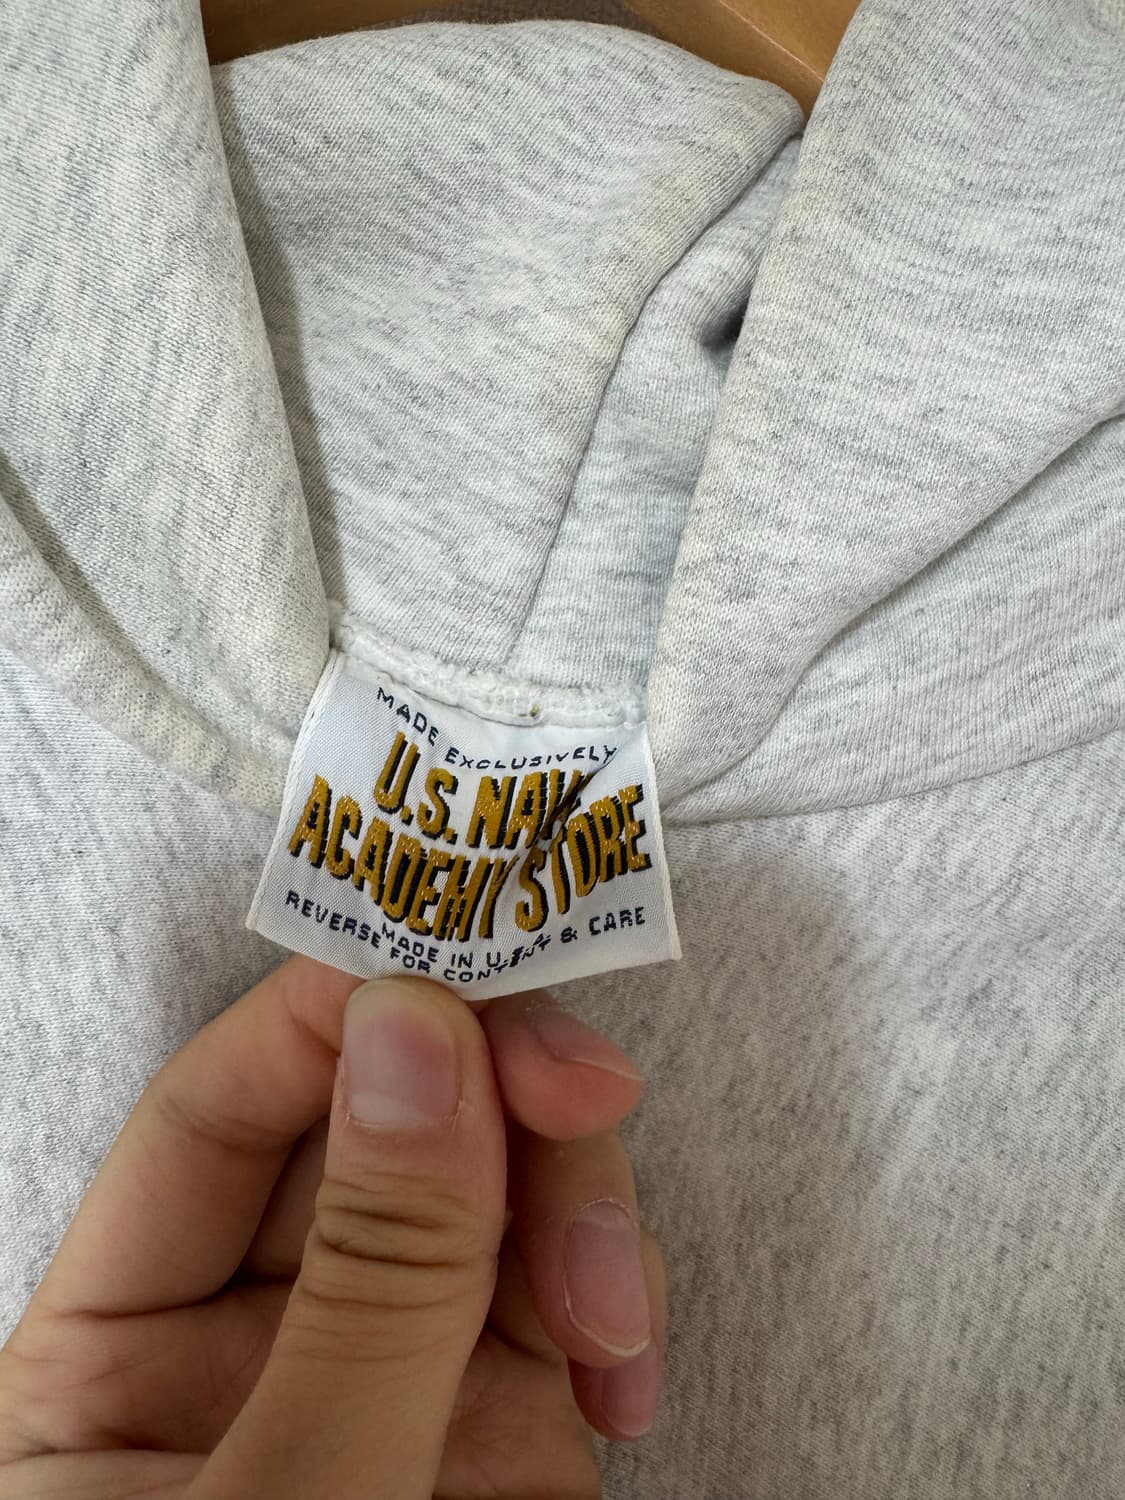 MADE EXCLUSIVELY
U.S. NAVY
ACADEMY STORE
MADE IN U.S.A.
REVERSE FOR CONTENT & CARE